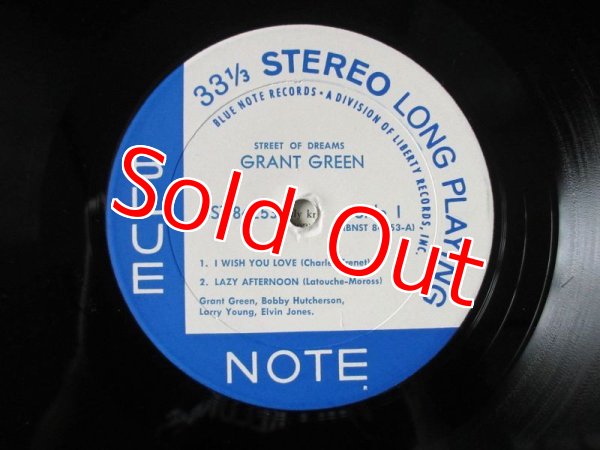 33⅓ STEREO LONG PLAYING
BLUE NOTE RECORDS • A DIVISION OF LIBERTY RECORDS, INC.
STREET OF DREAMS
GRANT GREEN
1
1. I WISH YOU LOVE
2. LAZY AFTERNOON (Latouche-Moross)
Grant Green, Bobby Hutcherson,
Larry Young, Elvin Jones.
BLUE
NOTE
Sold Out